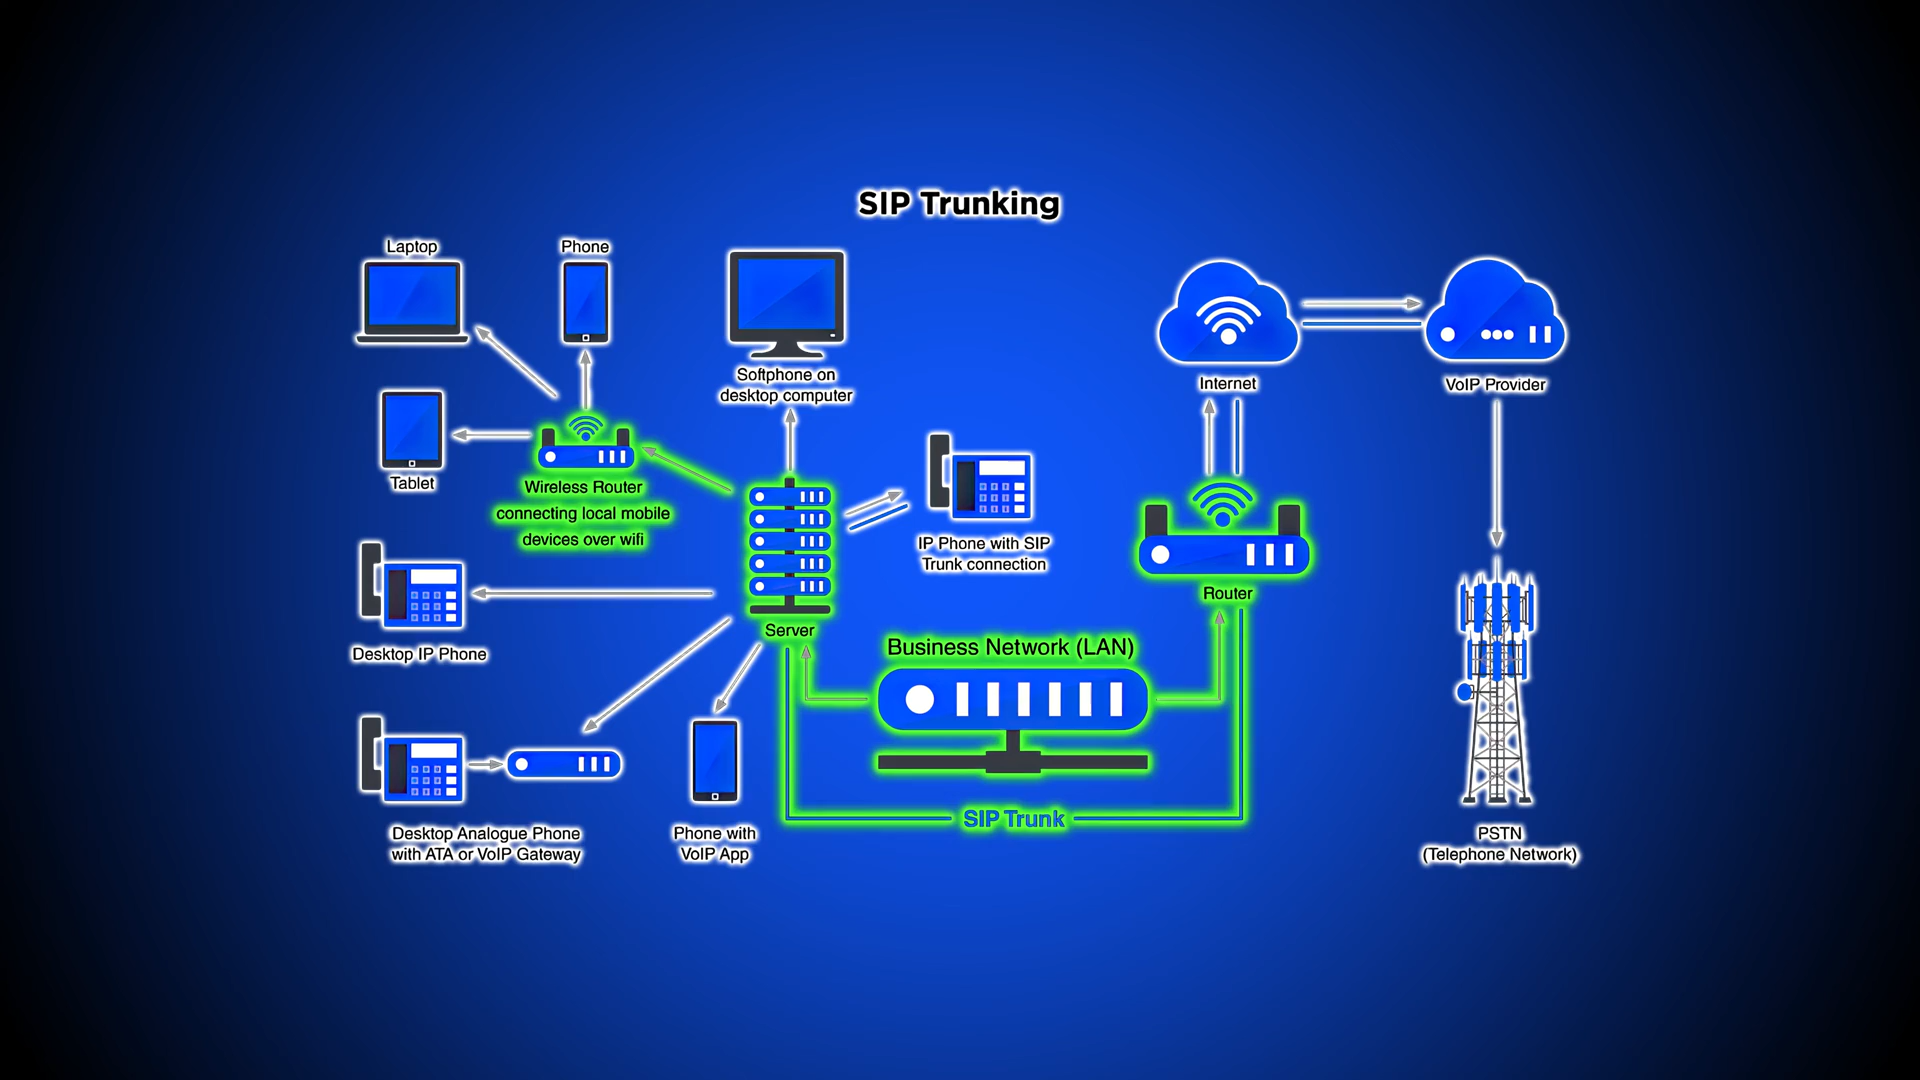 SIP Trunking
Laptop
Phone
Softphone on
desktop computer
Internet
VoIP Provider
Tablet
Wireless Router
connecting local mobile
devices over wifi
IP Phone with SIP
Trunk connection
Router
Server
Business Network (LAN)
Desktop IP Phone
SIP Trunk
Desktop Analogue Phone
with ATA or VoIP Gateway
Phone with
VoIP App
PSTN
(Telephone Network)